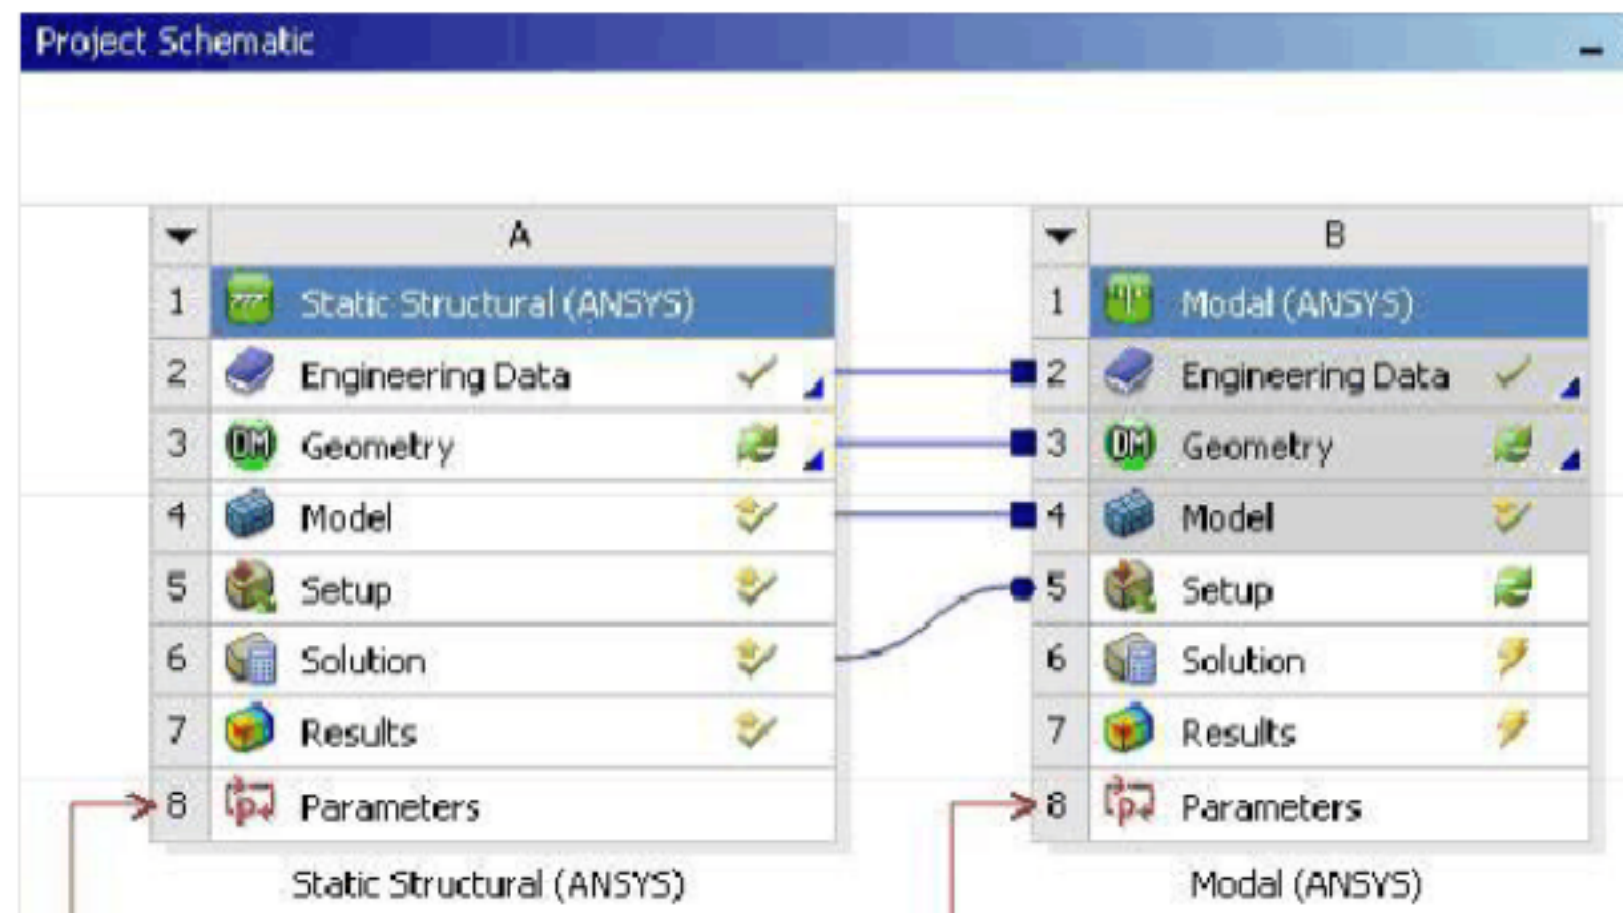 Project Schematic
A
1 Static Structural (ANSYS)
2 Engineering Data
3 DM Geometry
4 Model
5 Setup
6 Solution
7 Results
8 p Parameters
Static Structural (ANSYS)
B
1 Modal (ANSYS)
2 Engineering Data
3 DM Geometry
4 Model
5 Setup
6 Solution
7 Results
8 p Parameters
Modal (ANSYS)